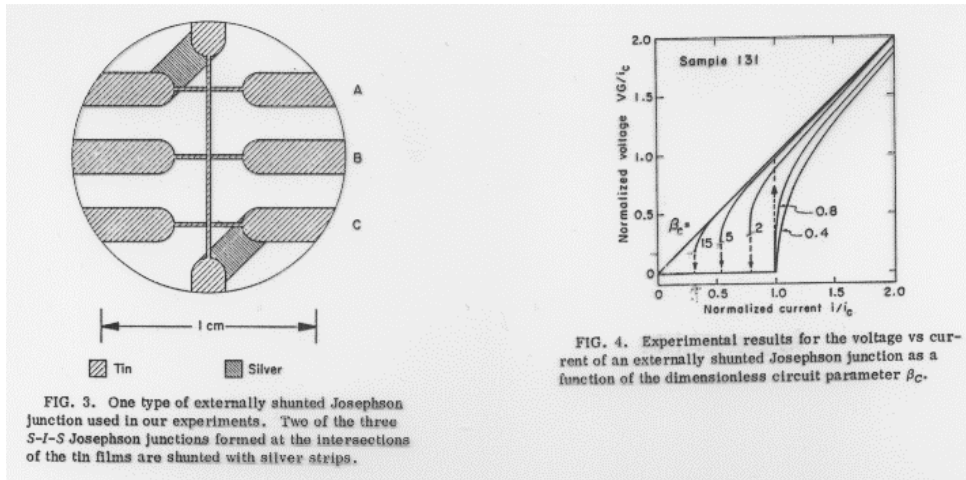 A
B
C
1 cm
Tin
Silver
FIG. 3. One type of externally shunted Josephson
junction used in our experiments. Two of the three
S-I-S Josephson junctions formed at the intersections
of the tin films are shunted with silver strips.
Sample 131
Normalized voltage VG/ic
2.0
1.5
1.0
0.5
0
βc=
15
5
2
0.8
0.4
0
0.5
1.0
1.5
2.0
Normalized current i/ic
FIG. 4. Experimental results for the voltage vs cur-
rent of an externally shunted Josephson junction as a
function of the dimensionless circuit parameter βC.